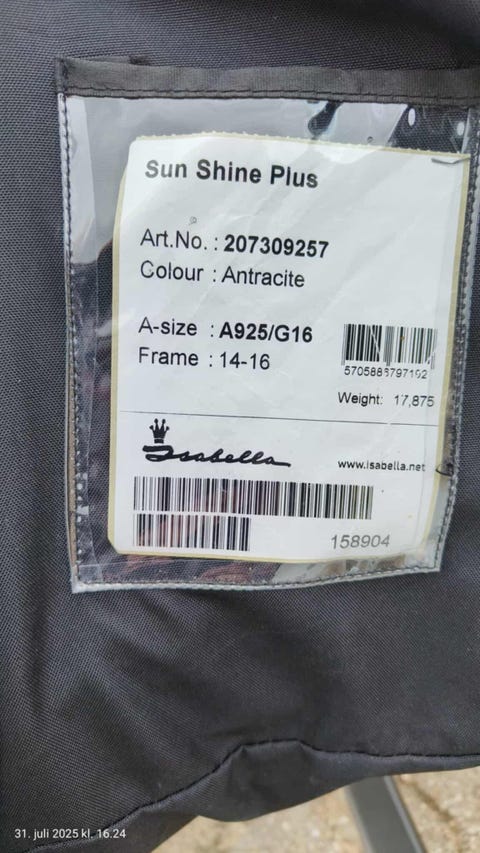 Sun Shine Plus
Art.No. : 207309257
Colour : Antracite
A-size : A925/G16
Frame : 14-16
5705888797192
Weight: 17,875
Isabella
www.isabella.net
158904
31. juli 2025 kl. 16.24